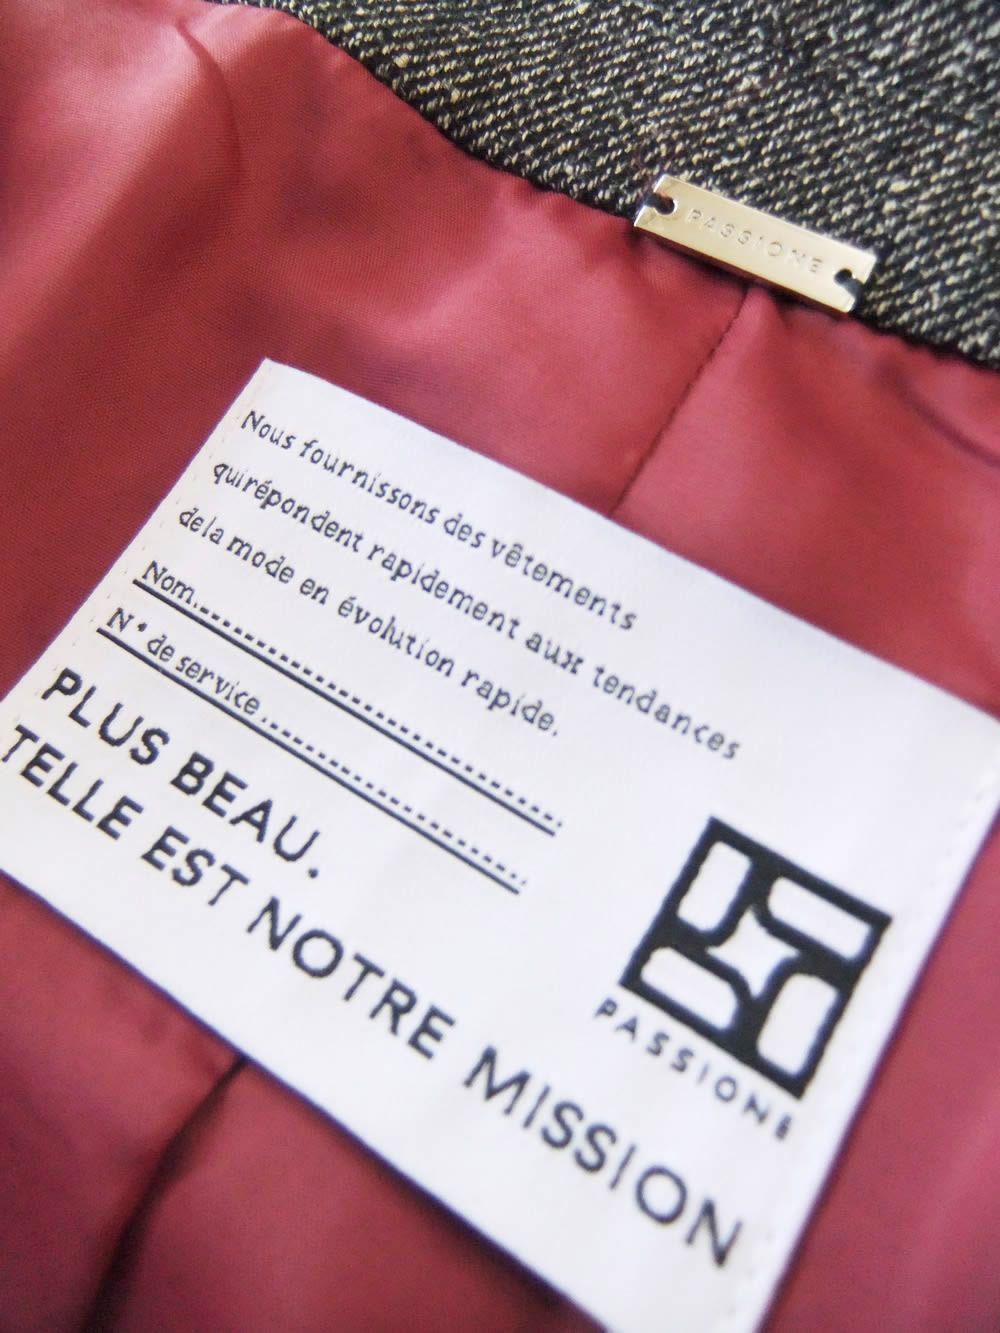 PASSIONE
Nous fournissons des vêtements
quirépondent rapidement aux tendances
dela mode en évolution rapide.
Nom
N° de service
PLUS BEAU.
TELLE EST NOTRE MISSION
PASSIONE